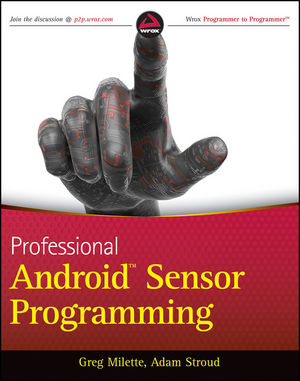 Join the discussion @ p2p.wrox.com
Wrox Programmer to Programmer™
wrox
Professional
Android™ Sensor
Programming
Greg Milette, Adam Stroud